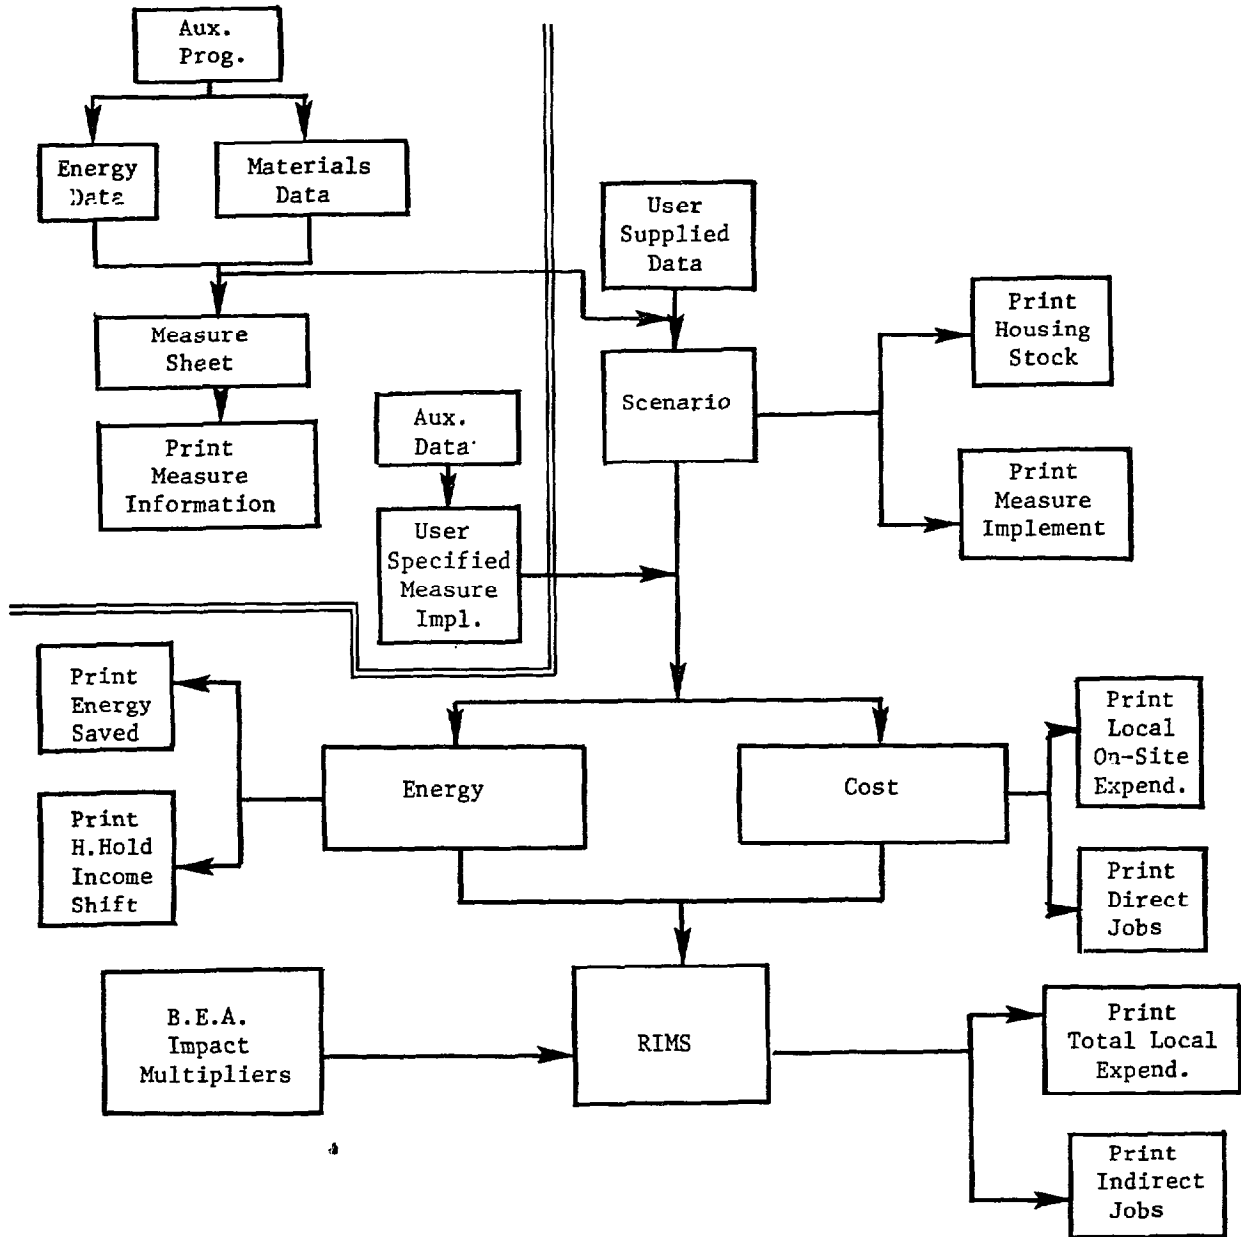 Aux.
Prog.
Energy
Data
Materials
Data
User
Supplied
Data
Measure
Sheet
Print
Housing
Stock
Scenario
Aux.
Data
Print
Measure
Information
Print
Measure
Implement
User
Specified
Measure
Impl.
Print
Energy
Saved
Print
Local
On-Site
Expend.
Energy
Cost
Print
H.Hold
Income
Shift
Print
Direct
Jobs
B.E.A.
Impact
Multipliers
RIMS
Print
Total Local
Expend.
Print
Indirect
Jobs